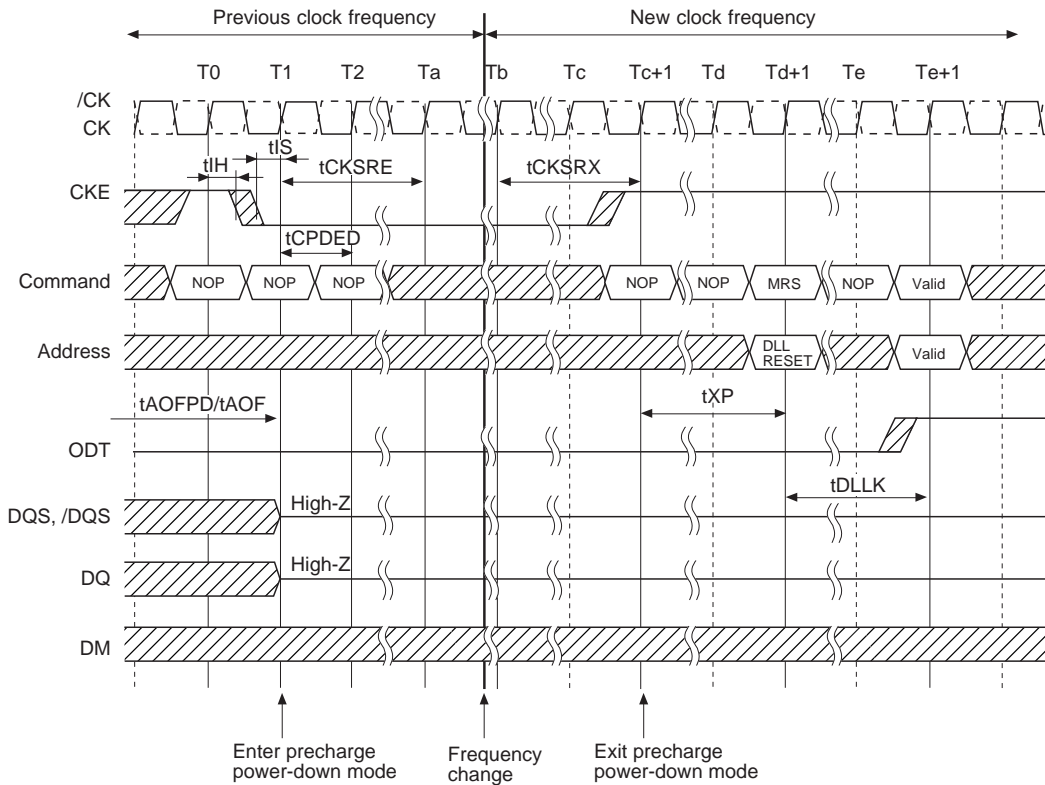 Previous clock frequency New clock frequency
T0 T1 T2 Ta Tb Tc Tc+1 Td Td+1 Te Te+1
/CK
CK
tIS
tIH tCKSRE tCKSRX
CKE
tCPDED
Command NOP NOP NOP NOP NOP MRS NOP Valid
Address DLL RESET Valid
tAOFPD/tAOF tXP
ODT
tDLLK
High-Z
DQS, /DQS
High-Z
DQ
DM
Enter precharge power-down mode
Frequency change
Exit precharge power-down mode